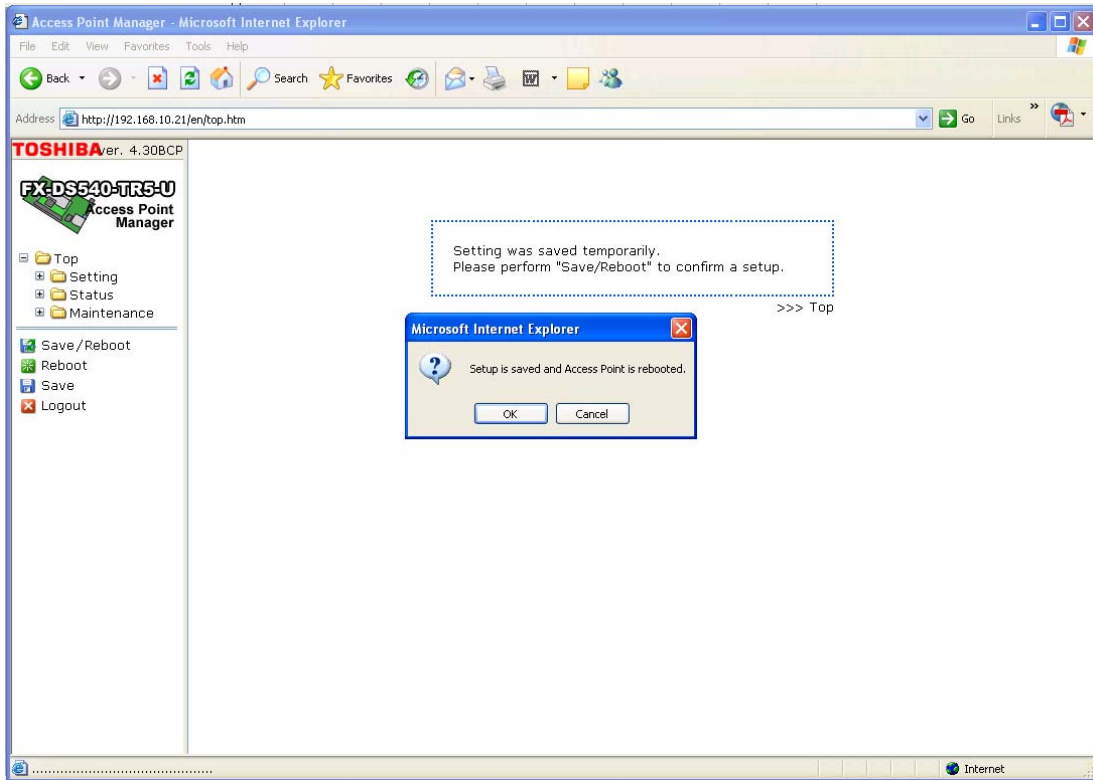 Access Point Manager - Microsoft Internet Explorer
File Edit View Favorites Tools Help
Back Search Favorites
Address http://192.168.10.21/en/top.htm Go Links »
TOSHIBA ver. 4.30BCP
FX-DS540-TR5-U
Access Point
Manager
Top
Setting
Status
Maintenance
Save/Reboot
Reboot
Save
Logout
Setting was saved temporarily.
Please perform "Save/Reboot" to confirm a setup.
>>> Top
Microsoft Internet Explorer
Setup is saved and Access Point is rebooted.
OK Cancel
Internet